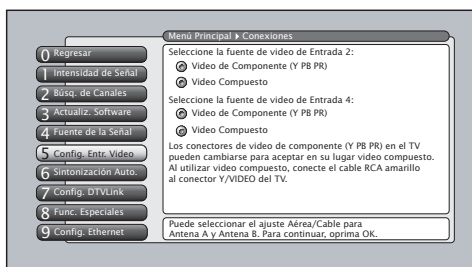 Menú Principal ▸ Conexiones
0 Regresar
1 Intensidad de Señal
2 Búsq. de Canales
3 Actualiz. Software
4 Fuente de la Señal
5 Config. Entr. Video
6 Sintonización Auto.
7 Config. DTVLink
8 Func. Especiales
9 Config. Ethernet
Seleccione la fuente de video de Entrada 2:
Video de Componente (Y PB PR)
Video Compuesto
Seleccione la fuente de video de Entrada 4:
Video de Componente (Y PB PR)
Video Compuesto
Los conectores de video de componente (Y PB PR) en el TV
pueden cambiarse para aceptar en su lugar video compuesto.
Al utilizar video compuesto, conecte el cable RCA amarillo
al conector Y/VIDEO del TV.
Puede seleccionar el ajuste Aérea/Cable para
Antena A y Antena B. Para continuar, oprima OK.